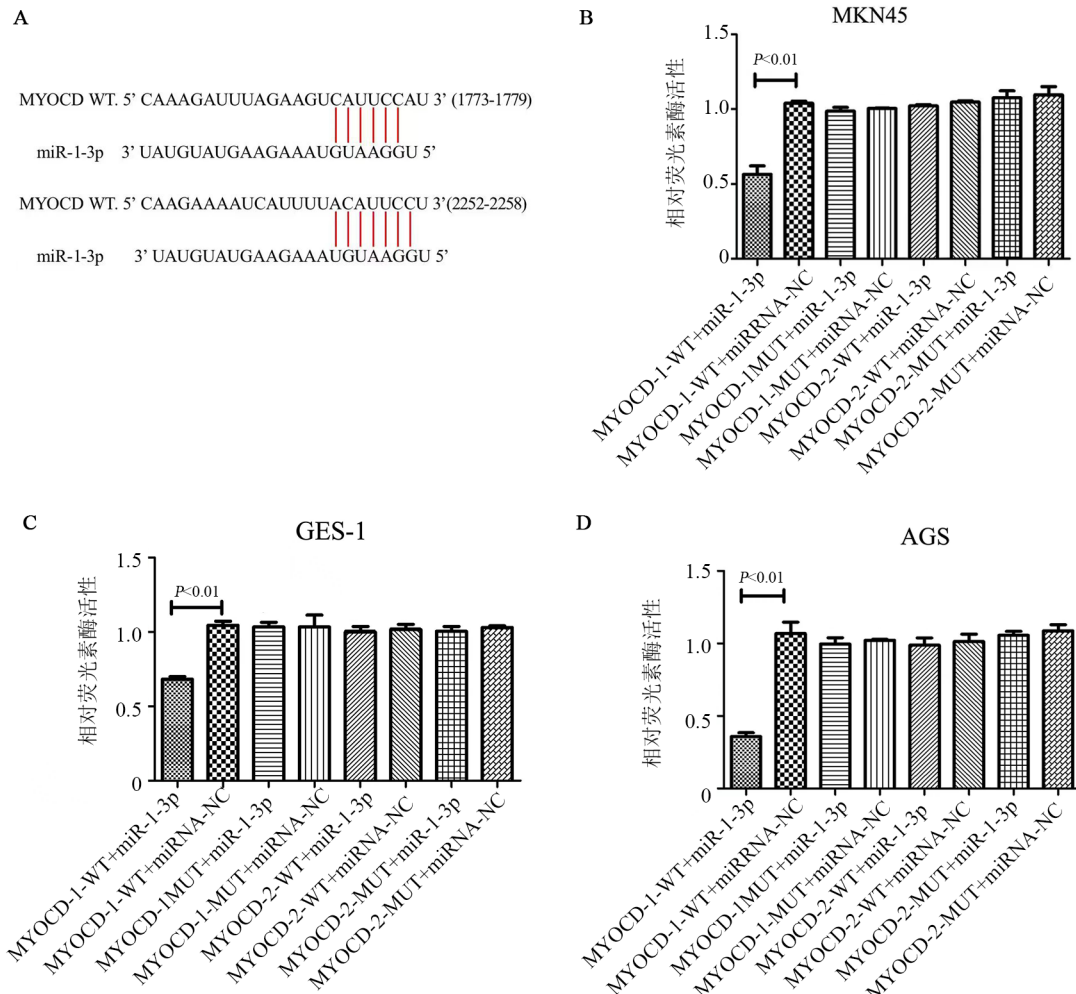 A
MYOCD WT. 5’ CAAAGAUUUAGAAGUCAUUCCAU 3’ (1773-1779)
miR-1-3p 3’ UAUGUAUGAAGAAAUGUAAGGU 5’
MYOCD WT. 5’ CAAGAAAAUCAUUUUACAUUCCU 3’(2252-2258)
miR-1-3p 3’ UAUGUAUGAAGAAAUGUAAGGU 5’
B
MKN45
相对荧光素酶活性
1.5
1.0
0.5
0
P<0.01
MYOCD-1-WT+miR-1-3p
MYOCD-1-WT+miRRNA-NC
MYOCD-1MUT+miR-1-3p
MYOCD-1-MUT+miRNA-NC
MYOCD-2-WT+miR-1-3p
MYOCD-2-WT+miRNA-NC
MYOCD-2-MUT+miR-1-3p
MYOCD-2-MUT+miRNA-NC
C
GES-1
相对荧光素酶活性
1.5
1.0
0.5
0
P<0.01
MYOCD-1-WT+miR-1-3p
MYOCD-1-WT+miRNA-NC
MYOCD-1MUT+miR-1-3p
MYOCD-1-MUT+miRNA-NC
MYOCD-2-WT+miR-1-3p
MYOCD-2-WT+miRNA-NC
MYOCD-2-MUT+miR-1-3p
MYOCD-2-MUT+miRNA-NC
D
AGS
相对荧光素酶活性
1.5
1.0
0.5
0
P<0.01
MYOCD-1-WT+miR-1-3p
MYOCD-1-WT+miRRNA-NC
MYOCD-1MUT+miR-1-3p
MYOCD-1-MUT+miRNA-NC
MYOCD-2-WT+miR-1-3p
MYOCD-2-WT+miRNA-NC
MYOCD-2-MUT+miR-1-3p
MYOCD-2-MUT+miRNA-NC